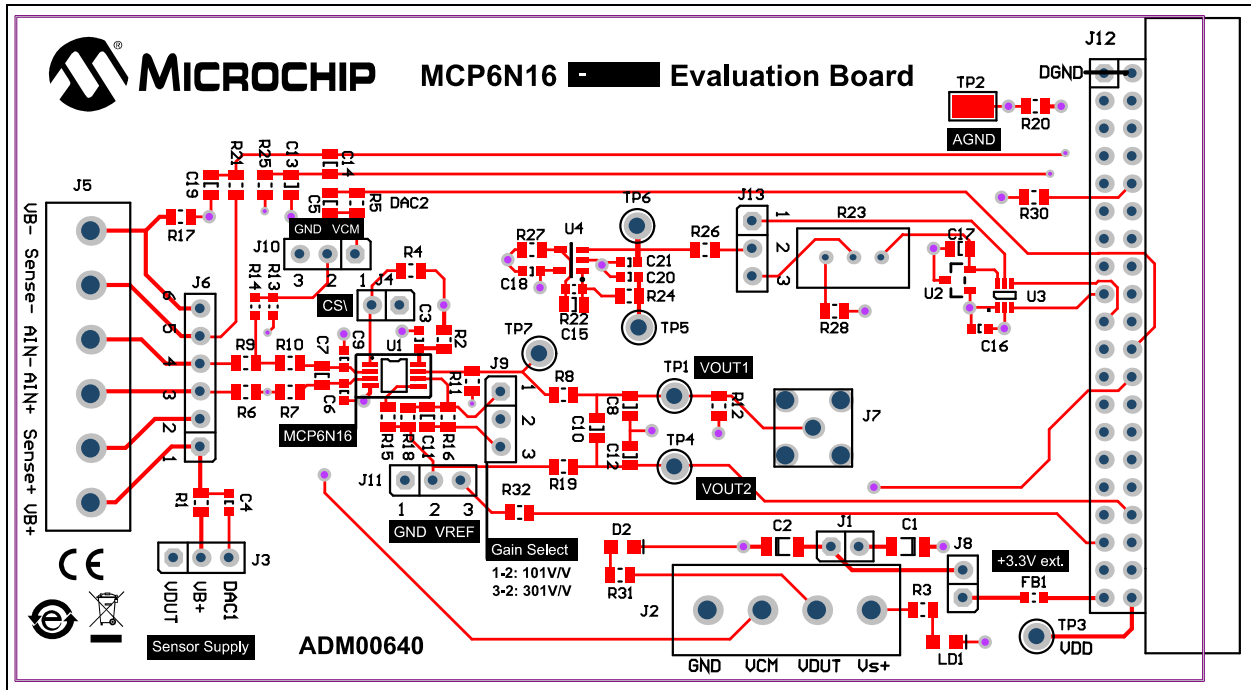 MICROCHIP
®
MCP6N16 - Evaluation Board
J12
DGND
TP2
R20
AGND
J5
C19
R21
R25
C13
C14
R17
C5
R5
DAC2
R30
GND VCM
J10
3 2 1
VB- Sense- AIN- AIN+ Sense+ VB+
J6
6
5
4
3
2
1
R14
R13
R4
J4
CS\
C3
R2
R27
U4
TP6
R26
C18
C21
C20
R24
R22
C15
TP5
J13
1
2
3
R23
R28
C17
U2
U3
C16
R9
R10
C7
C9
U1
TP7
R6
R7
C6
R11
J9
1
2
3
MCP6N16
R15
R18
C11
R16
R8
C10
C8
C12
R19
TP1
VOUT1
R12
J7
TP4
VOUT2
J11
1 2 3
GND VREF
R32
Gain Select
1-2: 101V/V
3-2: 301V/V
R1
C4
J3
VDUT
VB+
DAC1
Sensor Supply
ADM00640
CE
e
D2
R31
C2
J1
C1
J8
+3.3V ext.
FB1
J2
R3
LD1
TP3
VDD
GND VCM VDUT Vs+